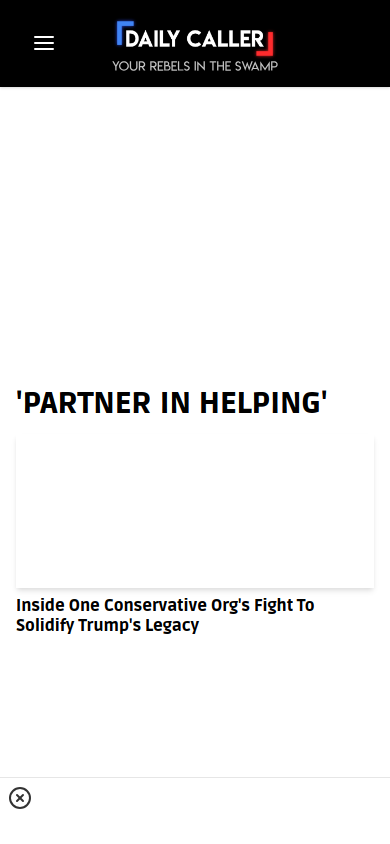 DAILY CALLER
YOUR REBELS IN THE SWAMP
'PARTNER IN HELPING'
Inside One Conservative Org's Fight To
Solidify Trump's Legacy